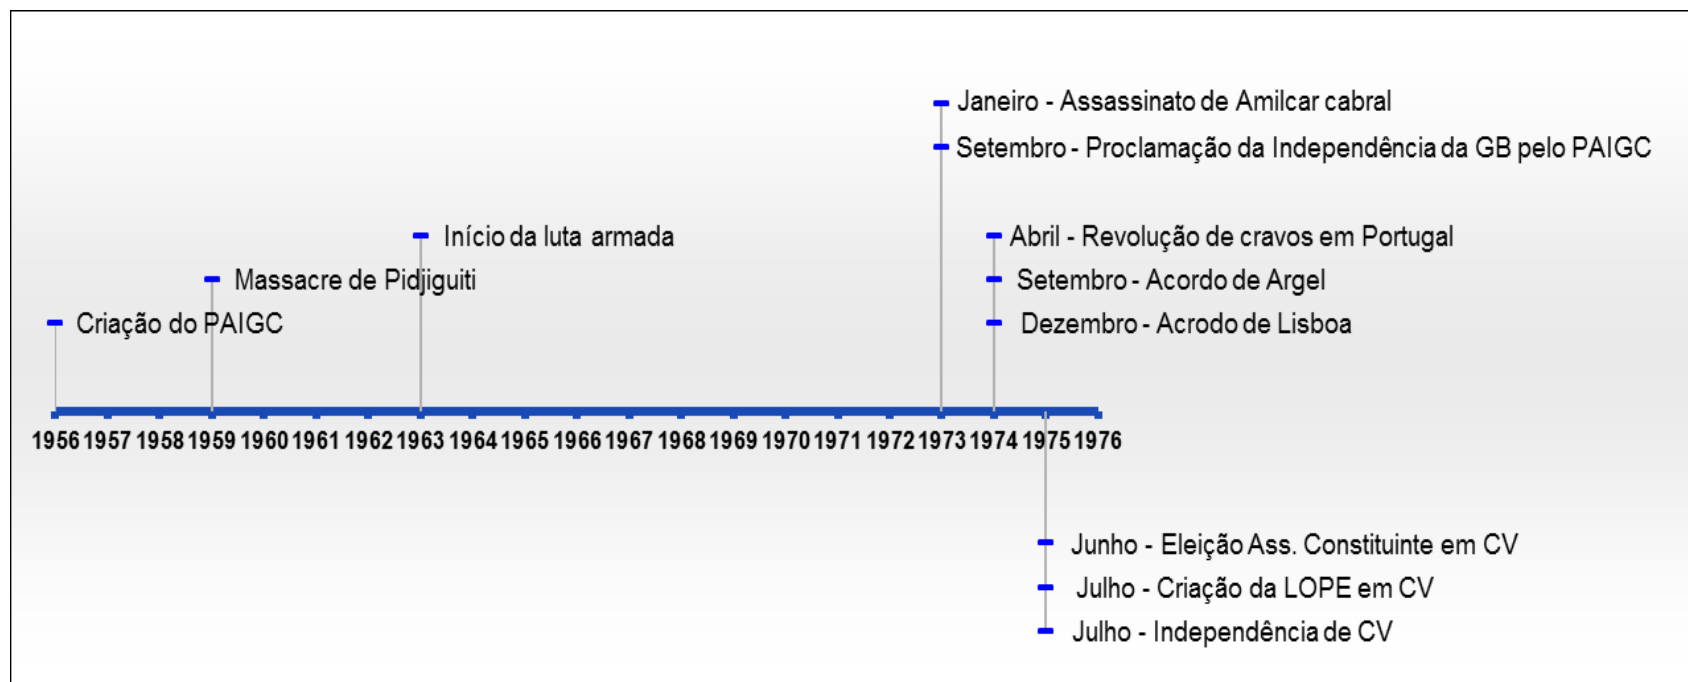 Janeiro - Assassinato de Amilcar cabral
Setembro - Proclamação da Independência da GB pelo PAIGC
Início da luta armada
Abril - Revolução de cravos em Portugal
Massacre de Pidjiguiti
Setembro - Acordo de Argel
Criação do PAIGC
Dezembro - Acrodo de Lisboa
1956 1957 1958 1959 1960 1961 1962 1963 1964 1965 1966 1967 1968 1969 1970 1971 1972 1973 1974 1975 1976
Junho - Eleição Ass. Constituinte em CV
Julho - Criação da LOPE em CV
Julho - Independência de CV